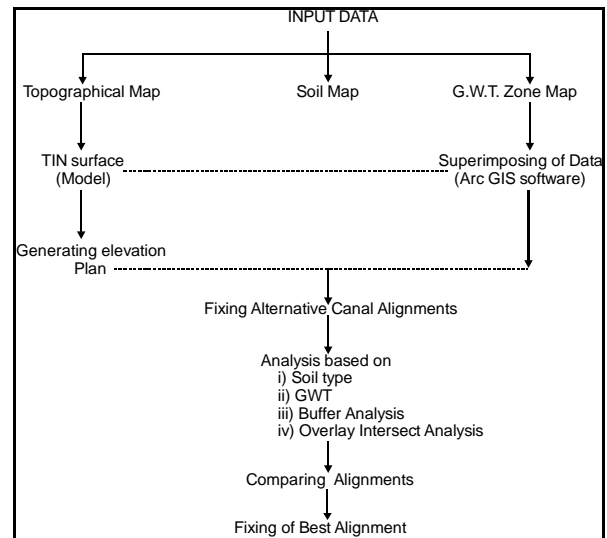 INPUT DATA
Topographical Map
Soil Map
G.W.T. Zone Map
TIN surface
(Model)
Superimposing of Data
(Arc GIS software)
Generating elevation
Plan
Fixing Alternative Canal Alignments
Analysis based on
i) Soil type
ii) GWT
iii) Buffer Analysis
iv) Overlay Intersect Analysis
Comparing Alignments
Fixing of Best Alignment